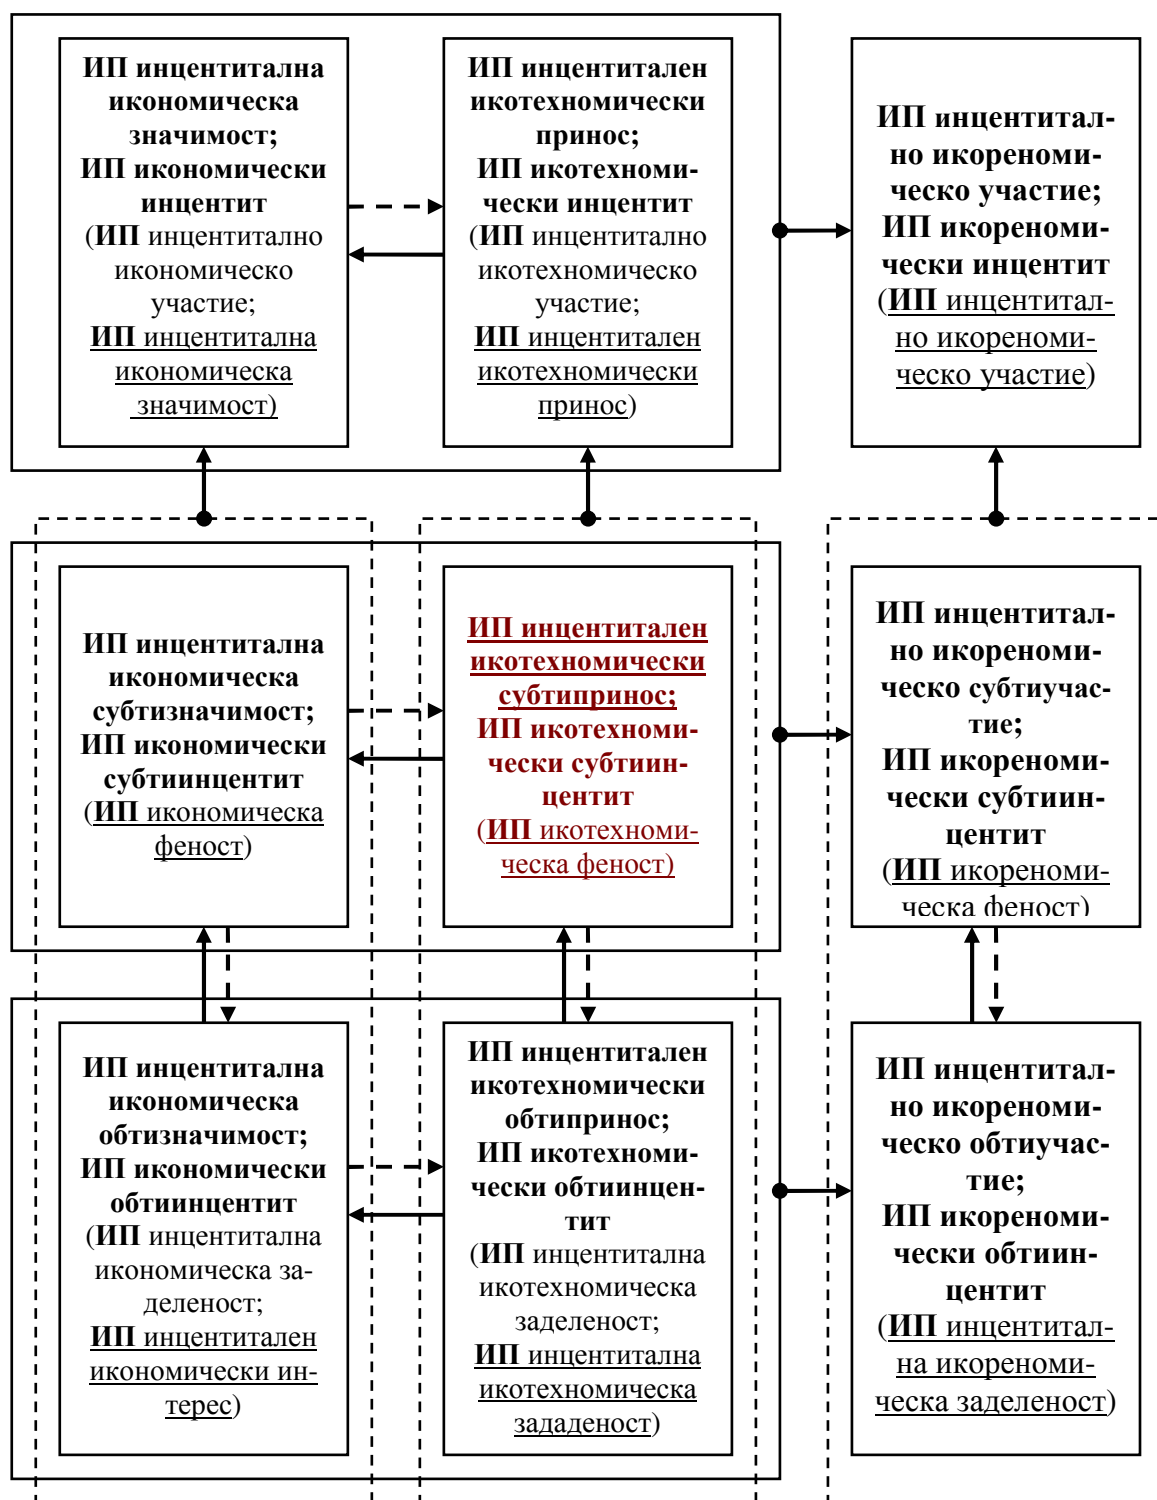 ИП инцентитална
икономическа
значимост;
ИП икономически
инцентит
(ИП инцентитално
икономическо
участие;
ИП инцентитална
икономическа
значимост)
ИП инцентитален
икотехномически
принос;
ИП икотехноми-
чески инцентит
(ИП инцентитално
икотехномическо
участие;
ИП инцентитален
икотехномически
принос)
ИП инцентитал-
но икореноми-
ческо участие;
ИП икореноми-
чески инцентит
(ИП инцентитал-
но икореноми-
ческо участие)
ИП инцентитална
икономическа
субтизначимост;
ИП икономически
субтиинцентит
(ИП икономическа
феност)
ИП инцентитален
икотехномически
субтипринос;
ИП икотехноми-
чески субтиин-
центит
(ИП икотехноми-
ческа феност)
ИП инцентитал-
но икореноми-
ческо субтиучас-
тие;
ИП икореноми-
чески субтиин-
центит
(ИП икореноми-
ческа феност)
ИП инцентитална
икономическа
обтизначимост;
ИП икономически
обтиинцентит
(ИП инцентитална
икономическа за-
деленост;
ИП инцентитален
икономически ин-
терес)
ИП инцентитален
икотехномически
обтипринос;
ИП икотехноми-
чески обтиинцен-
тит
(ИП инцентитална
икотехномическа
заделеност;
ИП инцентитална
икотехномическа
зададеност)
ИП инцентитал-
но икореноми-
ческо обтиучас-
тие;
ИП икореноми-
чески обтиин-
центит
(ИП инцентитал-
на икореноми-
ческа заделеност)